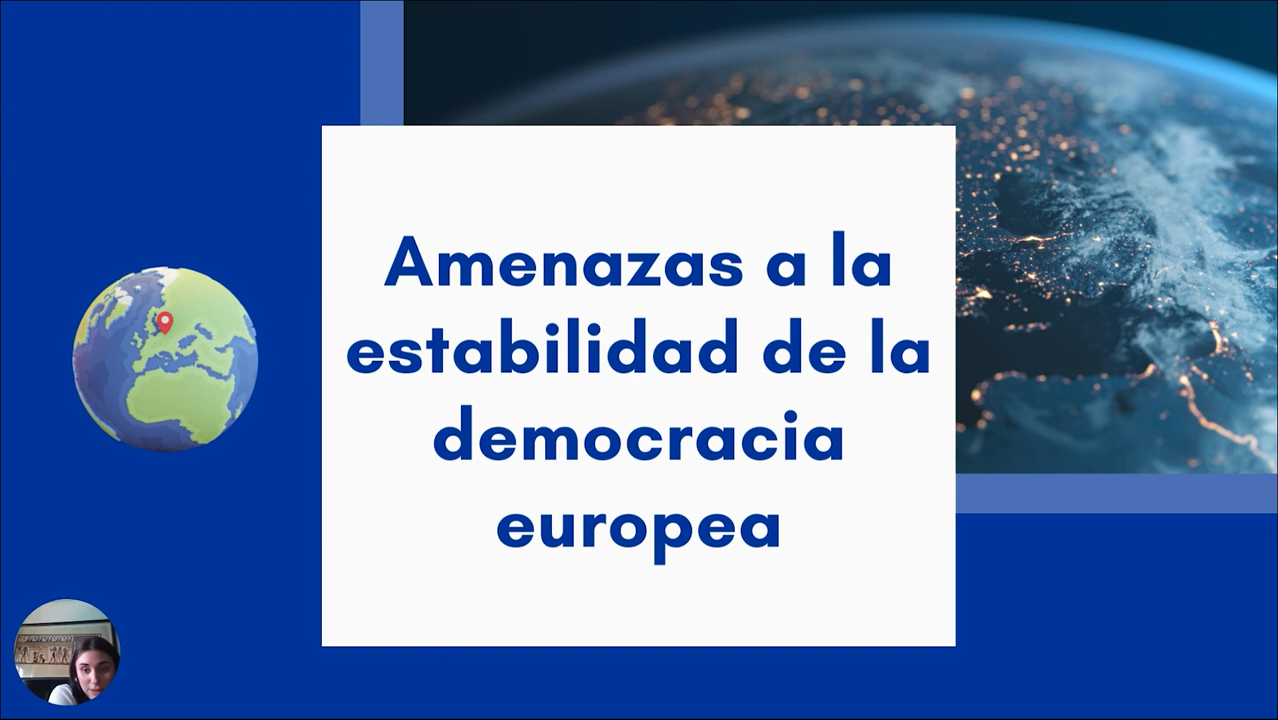 Amenazas a la
estabilidad de la
democracia
europea